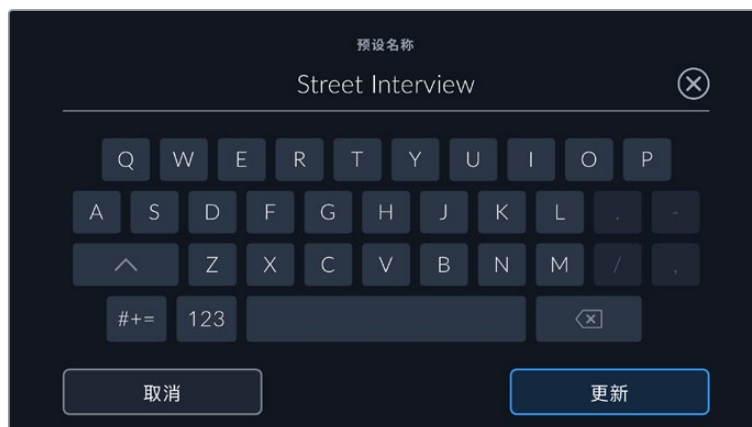 预设名称
Street Interview
Q W E R T Y U I O P
A S D F G H J K L . -
Z X C V B N M / ,
#+= 123
取消 更新